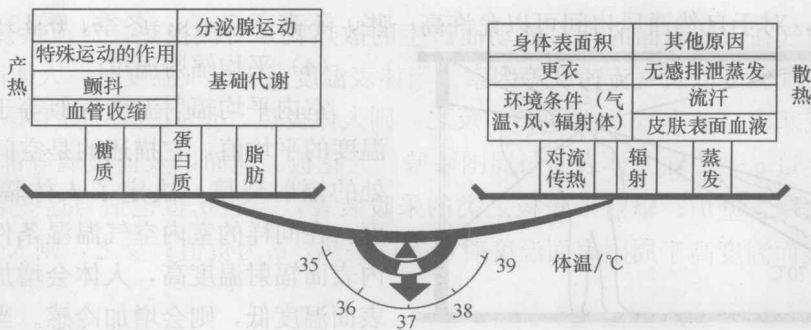 产热
分泌腺运动
特殊运动的作用
颤抖
血管收缩
基础代谢
糖质
蛋白质
脂肪
散热
身体表面积
其他原因
更衣
无感排泄蒸发
环境条件（气
温、风、辐射体）
流汗
皮肤表面血液
对流
传热
辐射
蒸发
35
36
37
38
39
体温/℃